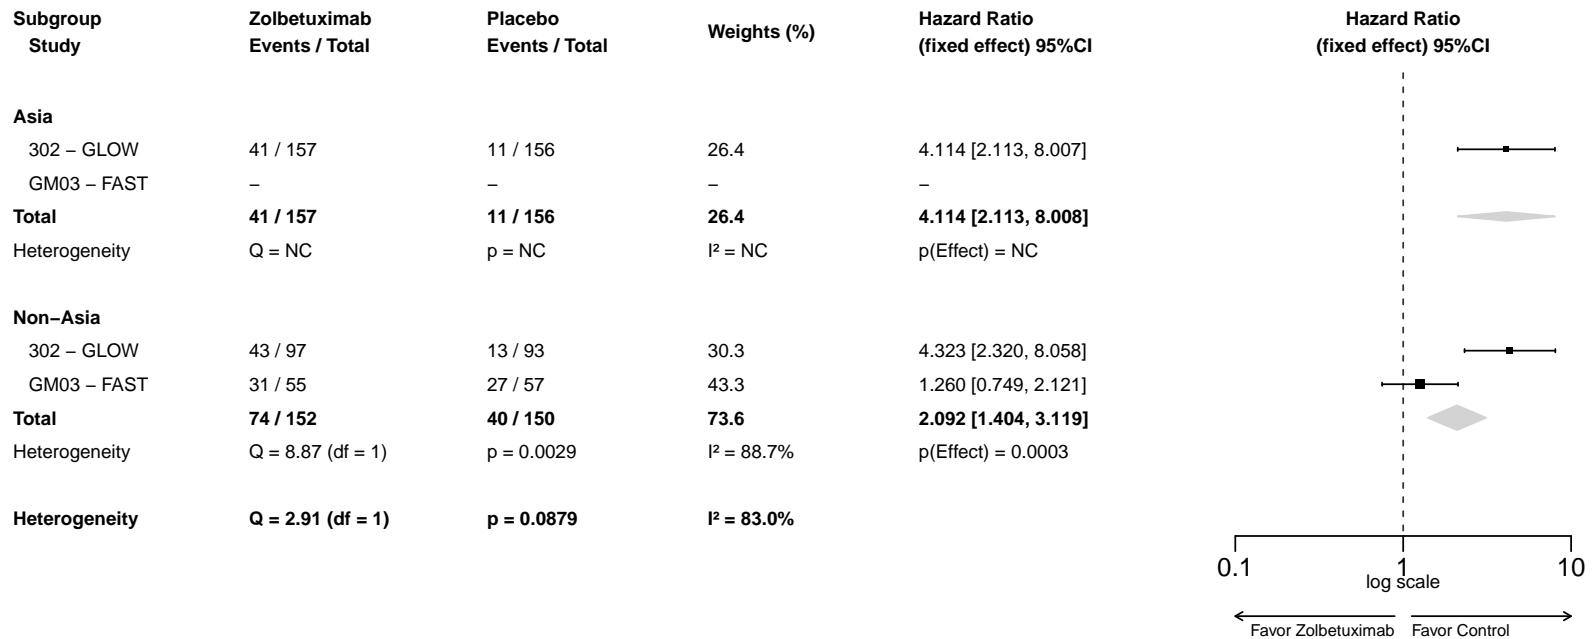 Subgroup Zolbetuximab Placebo Weights (%) Hazard Ratio Hazard Ratio
Study Events / Total Events / Total (fixed effect) 95%CI (fixed effect) 95%CI
Asia
302 − GLOW 41 / 157 11 / 156 26.4 4.114 [2.113, 8.007]
GM03 − FAST − − − −
Total 41 / 157 11 / 156 26.4 4.114 [2.113, 8.008]
Heterogeneity Q = NC p = NC I² = NC p(Effect) = NC
Non−Asia
302 − GLOW 43 / 97 13 / 93 30.3 4.323 [2.320, 8.058]
GM03 − FAST 31 / 55 27 / 57 43.3 1.260 [0.749, 2.121]
Total 74 / 152 40 / 150 73.6 2.092 [1.404, 3.119]
Heterogeneity Q = 8.87 (df = 1) p = 0.0029 I² = 88.7% p(Effect) = 0.0003
Heterogeneity Q = 2.91 (df = 1) p = 0.0879 I² = 83.0%
0.1 1 10
log scale
Favor Zolbetuximab Favor Control